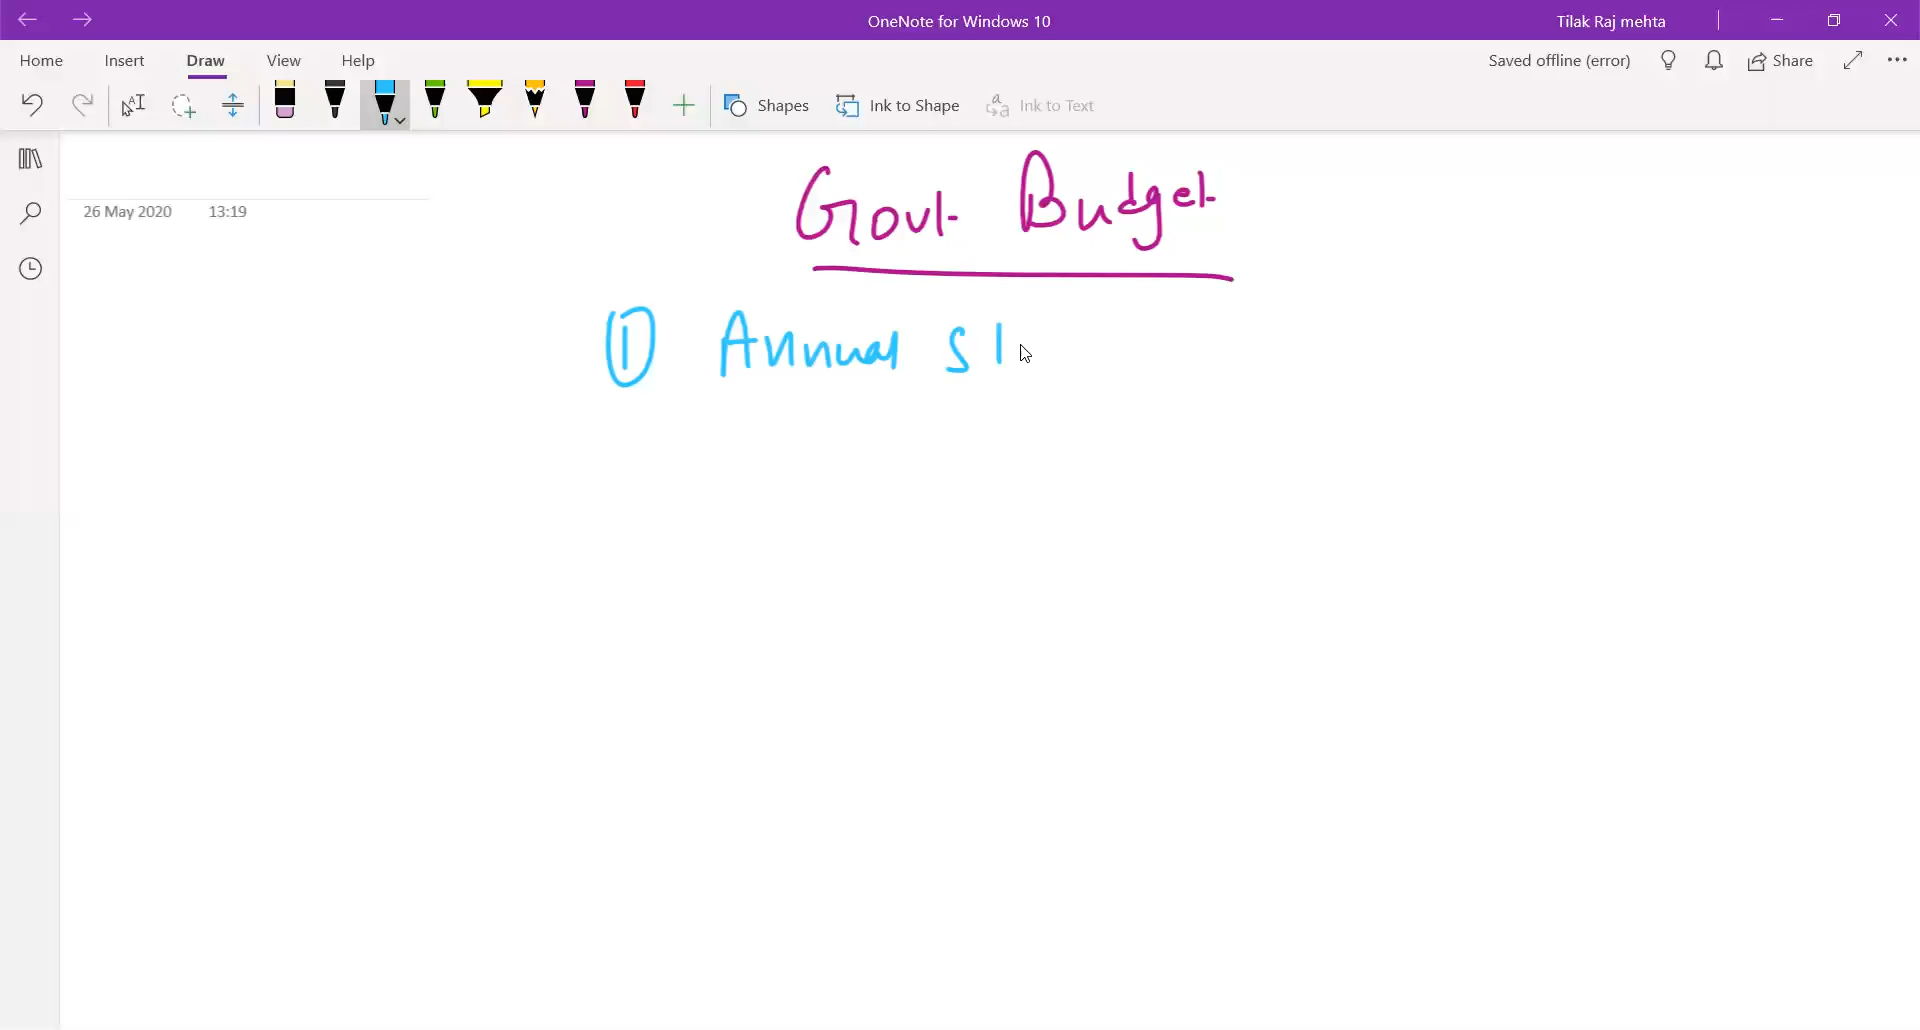 OneNote for Windows 10
Tilak Raj mehta
Home Insert Draw View Help
Saved offline (error) Share
Shapes Ink to Shape Ink to Text
26 May 2020 13:19
Govt Budget
① Annual S